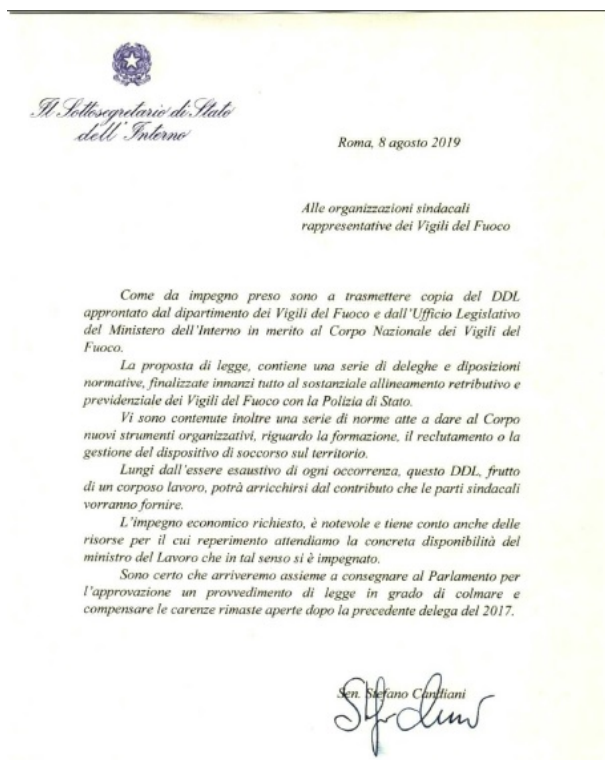 Il Sottosegretario di Stato
dell'Interno
Roma, 8 agosto 2019
Alle organizzazioni sindacali
rappresentative dei Vigili del Fuoco
Come da impegno preso sono a trasmettere copia del DDL
approntato dal dipartimento dei Vigili del Fuoco e dall'Ufficio Legislativo
del Ministero dell'Interno in merito al Corpo Nazionale dei Vigili del
Fuoco.
La proposta di legge, contiene una serie di deleghe e diposizioni
normative, finalizzate innanzi tutto al sostanziale allineamento retributivo e
previdenziale dei Vigili del Fuoco con la Polizia di Stato.
Vi sono contenute inoltre una serie di norme atte a dare al Corpo
nuovi strumenti organizzativi, riguardo la formazione, il reclutamento o la
gestione del dispositivo di soccorso sul territorio.
Lungi dall'essere esaustivo di ogni occorrenza, questo DDL, frutto
di un corposo lavoro, potrà arricchirsi dal contributo che le parti sindacali
vorranno fornire.
L'impegno economico richiesto, è notevole e tiene conto anche delle
risorse per il cui reperimento attendiamo la concreta disponibilità del
ministro del Lavoro che in tal senso si è impegnato.
Sono certo che arriveremo assieme a consegnare al Parlamento per
l'approvazione un provvedimento di legge in grado di colmare e
compensare le carenze rimaste aperte dopo la precedente delega del 2017.
Sen. Stefano Candiani